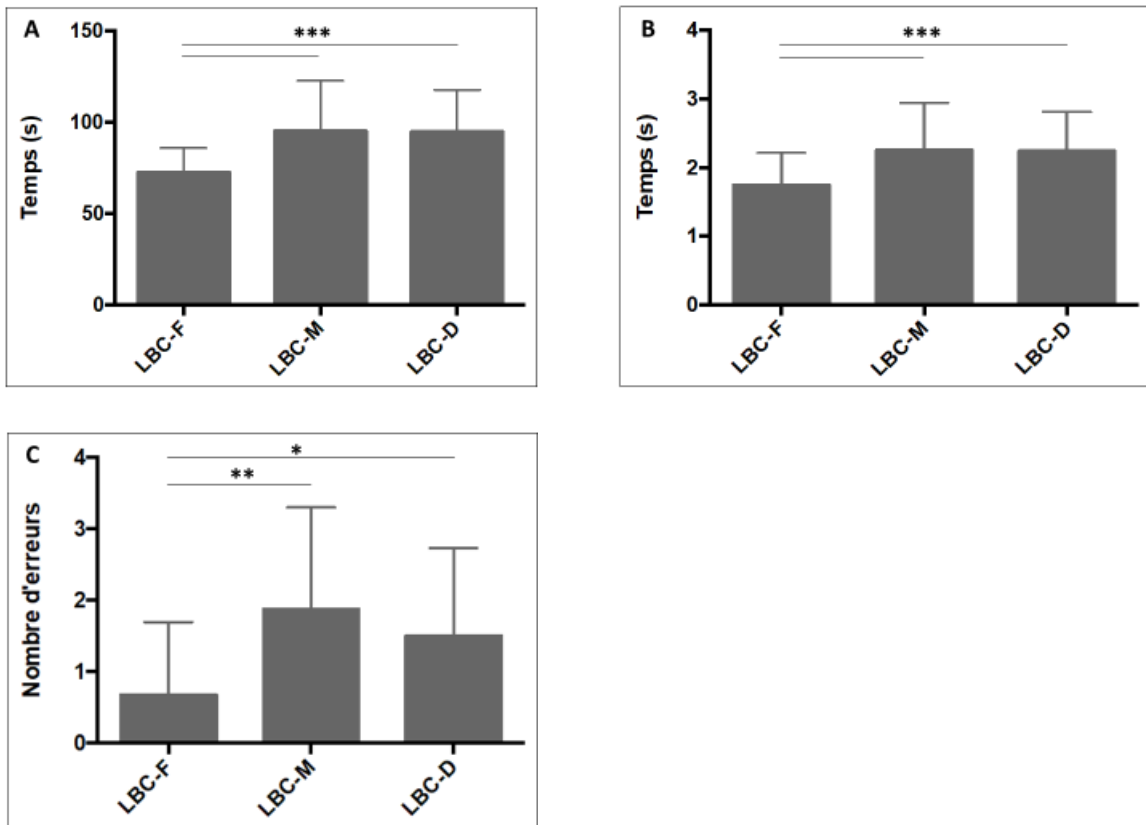 A
Temps (s)
150
100
50
0
***
LBC-F
LBC-M
LBC-D
B
Temps (s)
4
3
2
1
0
***
LBC-F
LBC-M
LBC-D
C
Nombre d'erreurs
4
3
2
1
0
*
**
LBC-F
LBC-M
LBC-D